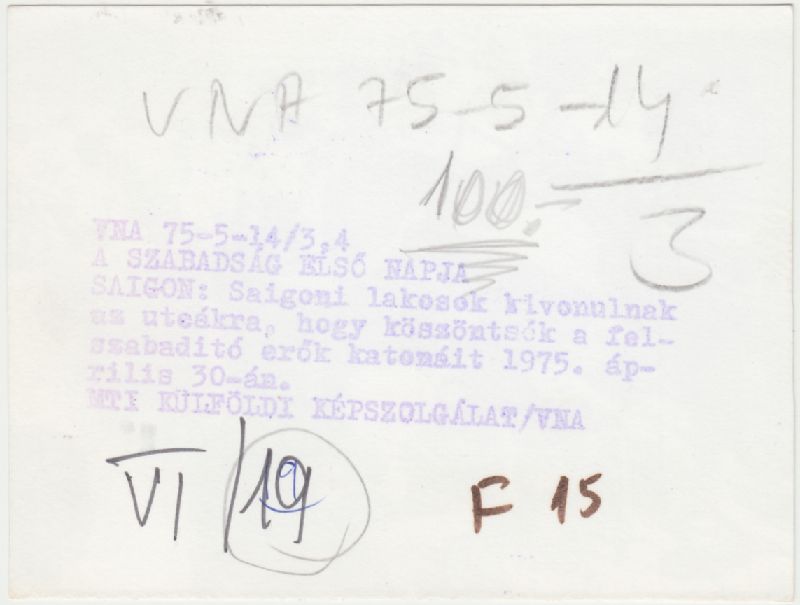 VNA 75-5-14
3
100.-
VNA 75-5-14/3,4
A SZABADSÁG ELSŐ NAPJA
SAIGON: Saigoni lakosok kivonulnak
az utcákra, hogy köszöntsék a fel-
szabaditó erők katonáit 1975. áp-
rilis 30-án.
MTI KÜLFÖLDI KÉPSZOLGÁLAT/VNA
VI/19
F 15